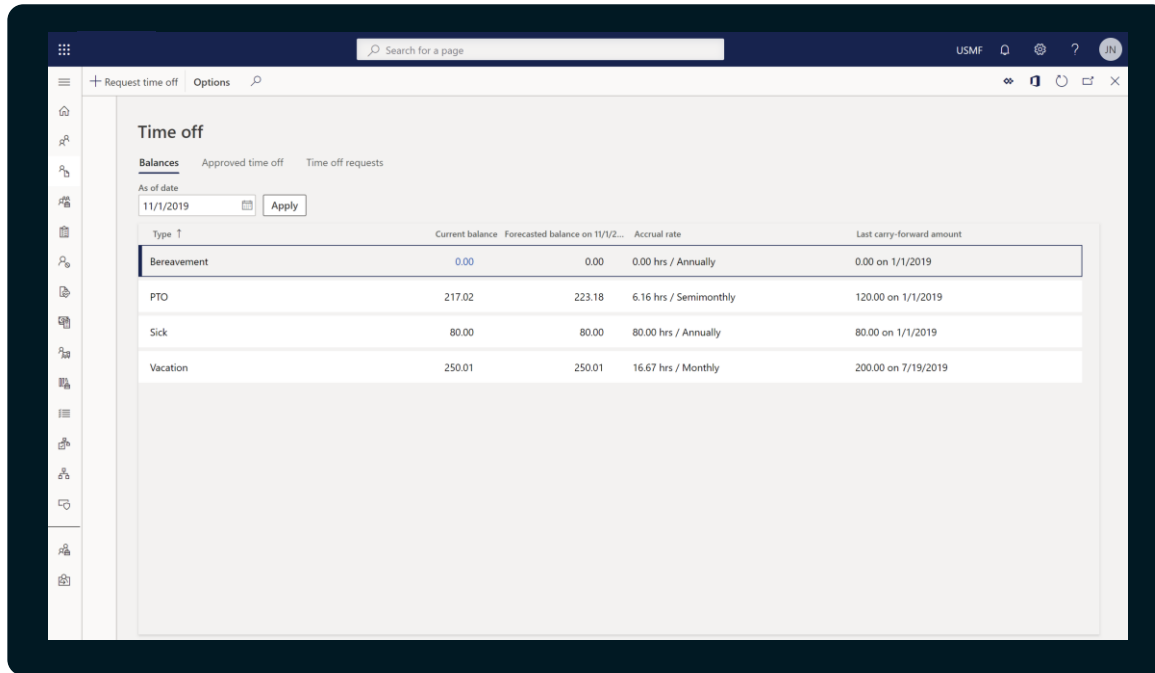 Search for a page
USMF
?
JN
+ Request time off Options
Time off
Balances Approved time off Time off requests
As of date
11/1/2019 Apply
Type ↑ Current balance Forecasted balance on 11/1/2... Accrual rate Last carry-forward amount
Bereavement 0.00 0.00 0.00 hrs / Annually 0.00 on 1/1/2019
PTO 217.02 223.18 6.16 hrs / Semimonthly 120.00 on 1/1/2019
Sick 80.00 80.00 80.00 hrs / Annually 80.00 on 1/1/2019
Vacation 250.01 250.01 16.67 hrs / Monthly 200.00 on 7/19/2019